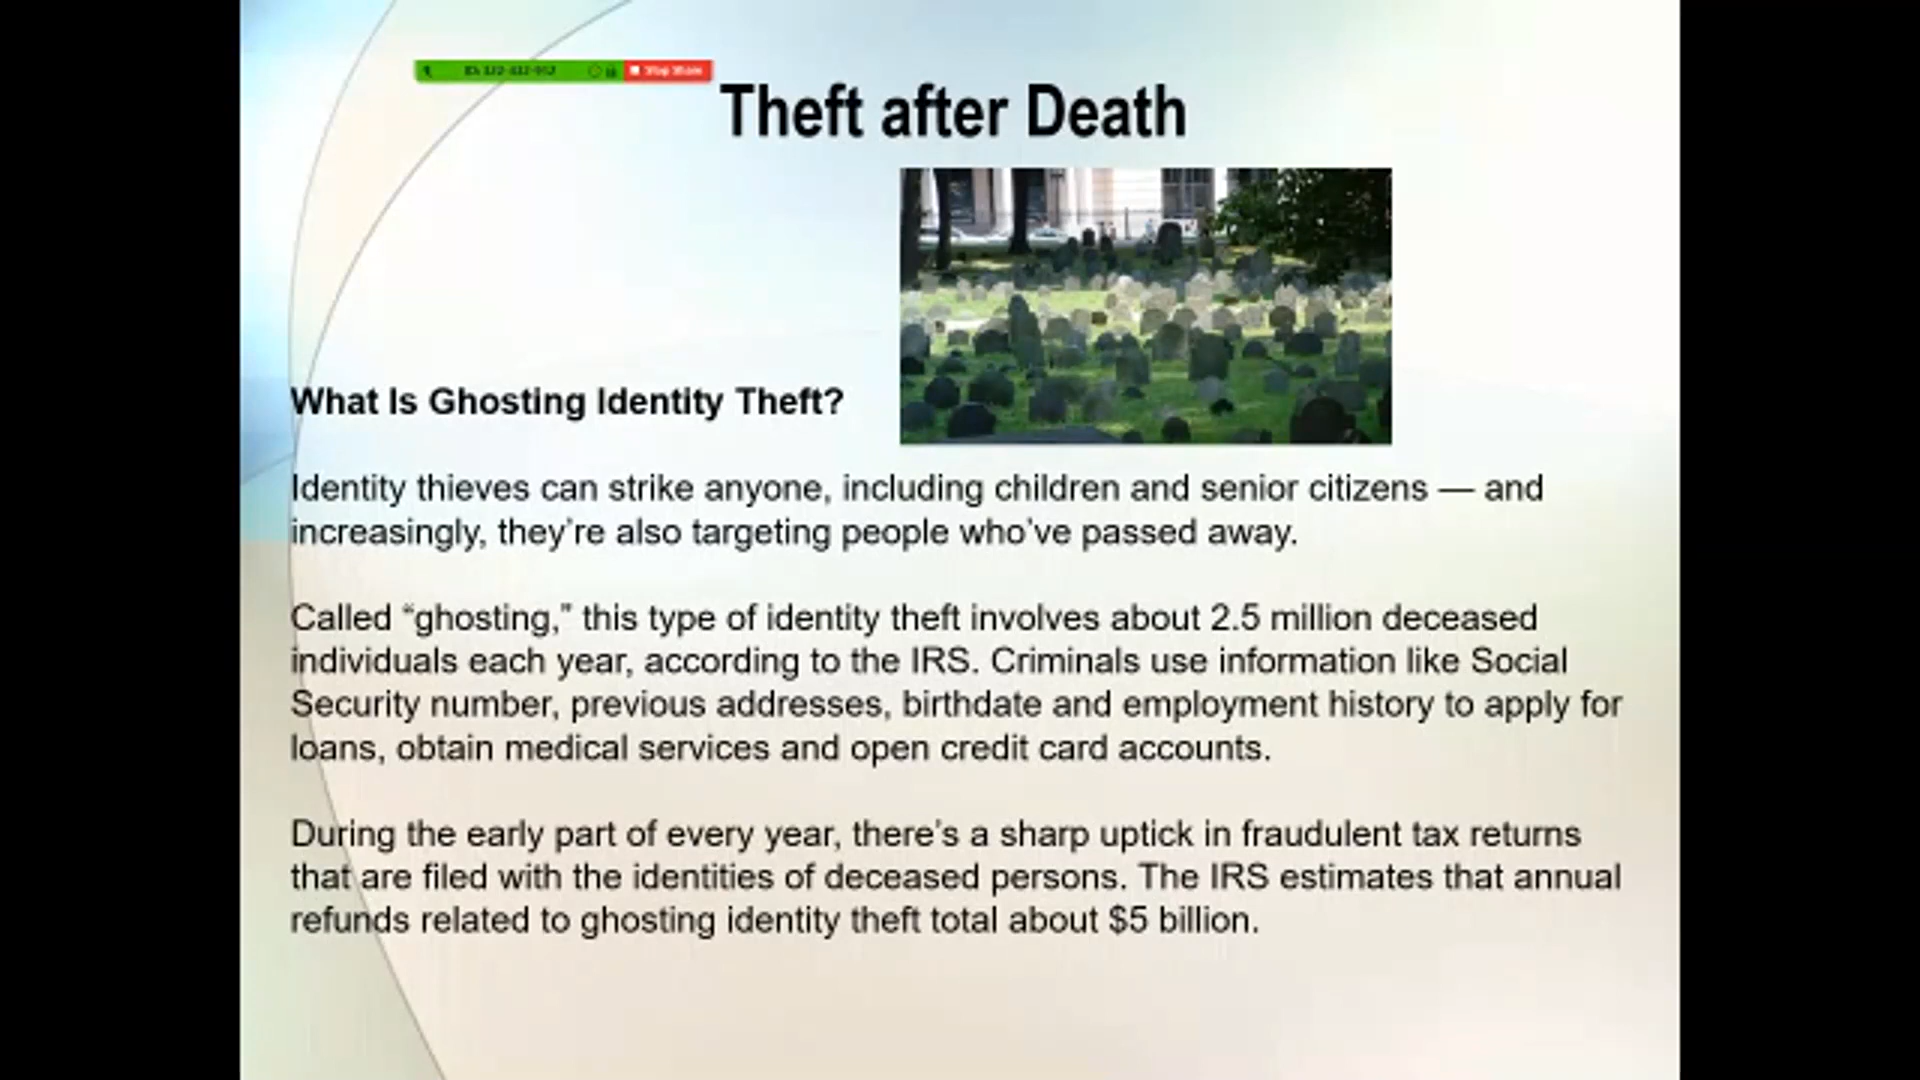 Stop Share
Theft after Death
What Is Ghosting Identity Theft?
Identity thieves can strike anyone, including children and senior citizens — and
increasingly, they’re also targeting people who’ve passed away.
Called “ghosting,” this type of identity theft involves about 2.5 million deceased
individuals each year, according to the IRS. Criminals use information like Social
Security number, previous addresses, birthdate and employment history to apply for
loans, obtain medical services and open credit card accounts.
During the early part of every year, there’s a sharp uptick in fraudulent tax returns
that are filed with the identities of deceased persons. The IRS estimates that annual
refunds related to ghosting identity theft total about $5 billion.